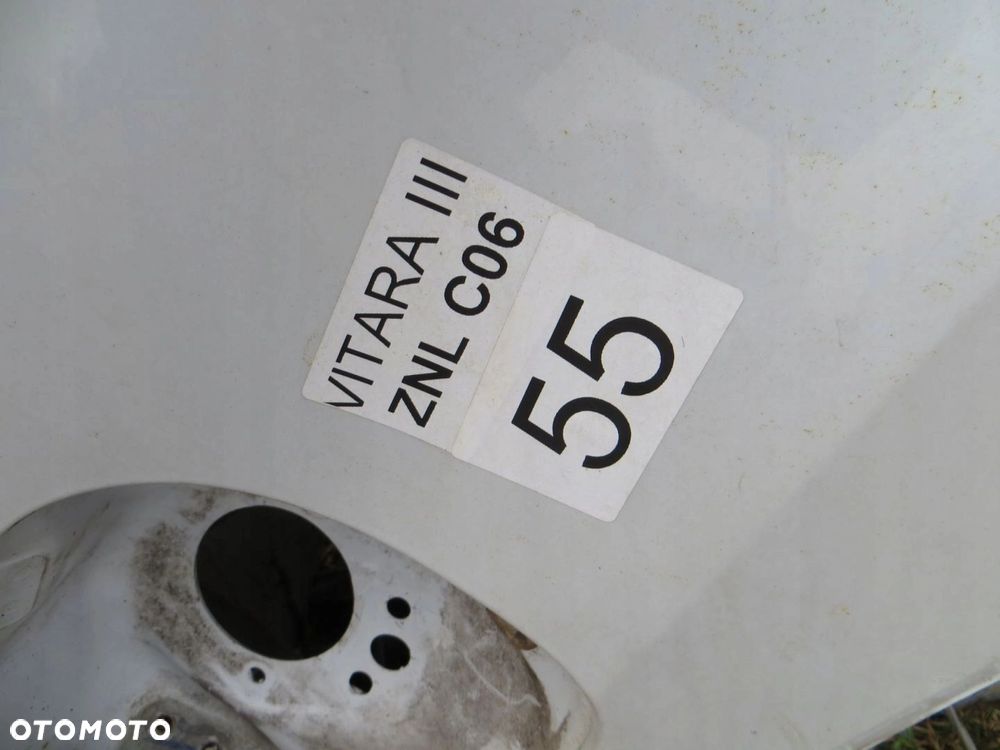 VITARA III
ZNL C06
55
OTOMOTO